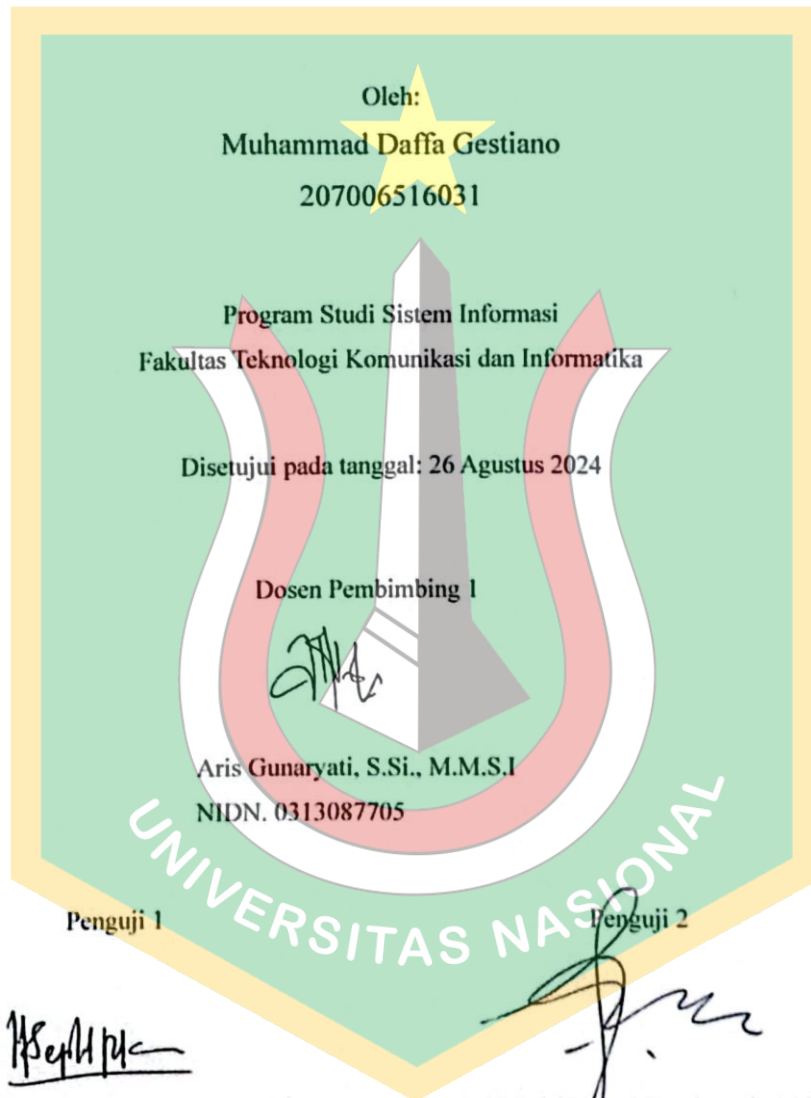 Oleh:
Muhammad Daffa Gestiano
207006516031
Program Studi Sistem Informasi
Fakultas Teknologi Komunikasi dan Informatika
Disetujui pada tanggal: 26 Agustus 2024
Dosen Pembimbing 1
Aris Gunaryati, S.Si., M.M.S.I
NIDN. 0313087705
UNIVERSITAS NASIONAL
Penguji 1
Penguji 2